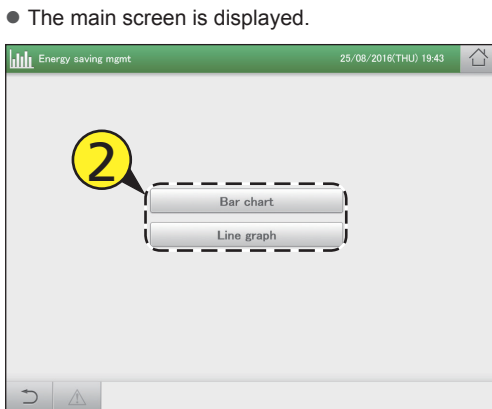 ● The main screen is displayed.
Energy saving mgmt 25/08/2016(THU) 19:43
2
Bar chart
Line graph